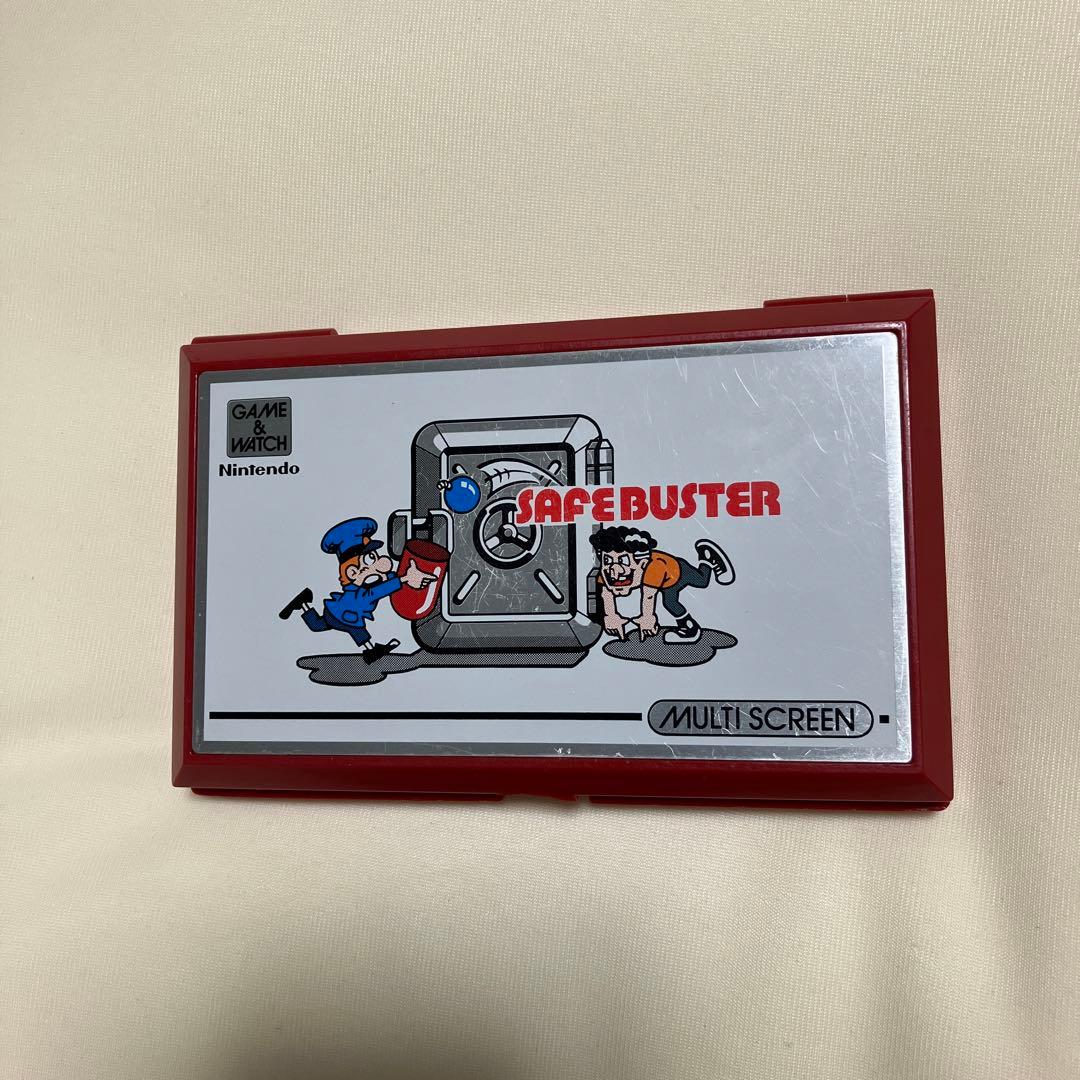 GAME
&
WATCH
Nintendo
SAFEBUSTER
MULTI SCREEN